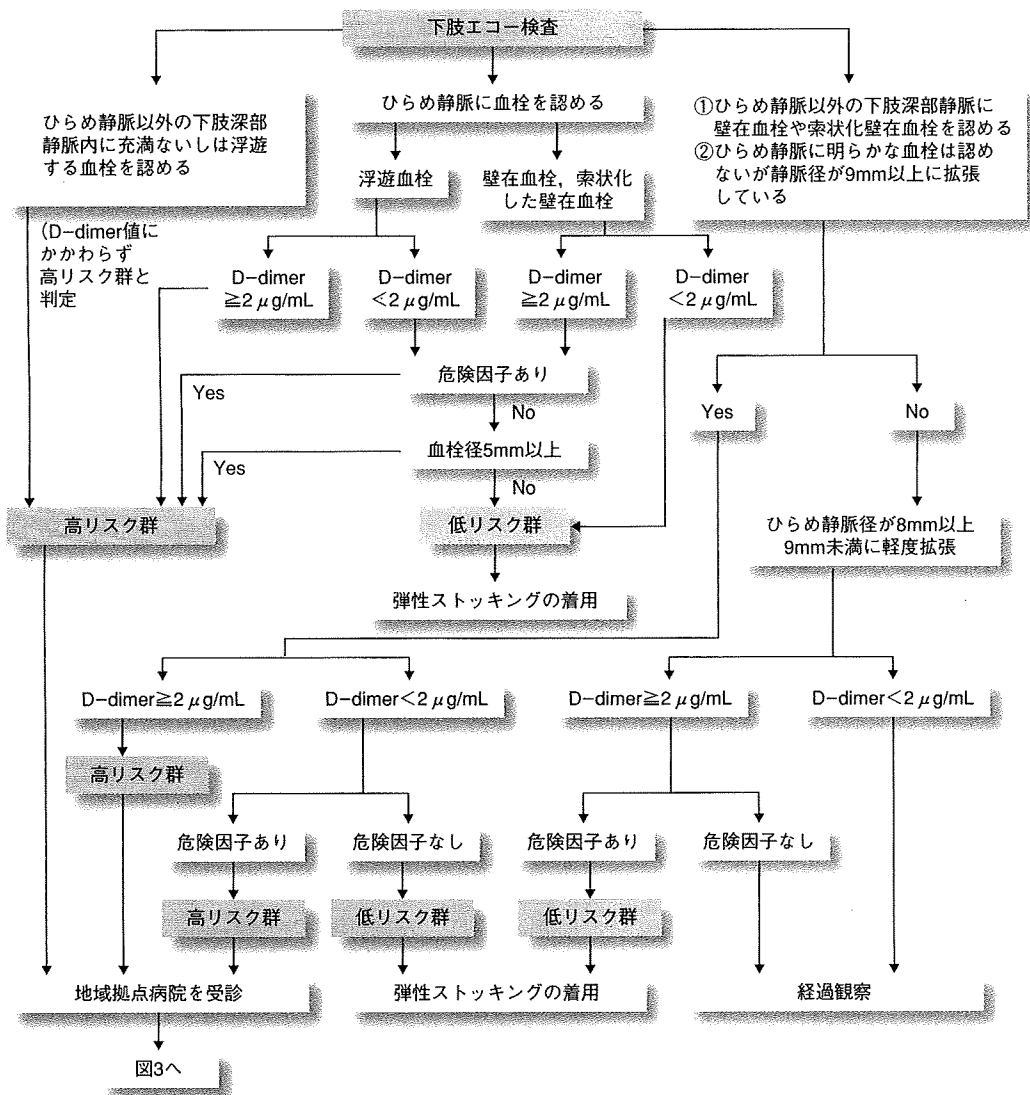 下肢エコー検査
ひらめ静脈以外の下肢深部
静脈内に充満ないしは浮遊
する血栓を認める
ひらめ静脈に血栓を認める
①ひらめ静脈以外の下肢深部静脈に
壁在血栓や索状化壁在血栓を認める
②ひらめ静脈に明らかな血栓は認め
ないが静脈径が9mm以上に拡張
している
浮遊血栓
壁在血栓，索状化
した壁在血栓
(D-dimer値に
かかわらず
高リスク群と
判定
D-dimer
≧2μg/mL
D-dimer
＜2μg/mL
D-dimer
≧2μg/mL
D-dimer
＜2μg/mL
危険因子あり
Yes
No
血栓径5mm以上
Yes
No
Yes
No
高リスク群
低リスク群
ひらめ静脈径が8mm以上
9mm未満に軽度拡張
弾性ストッキングの着用
D-dimer≧2μg/mL
D-dimer＜2μg/mL
D-dimer≧2μg/mL
D-dimer＜2μg/mL
高リスク群
危険因子あり
危険因子なし
危険因子あり
危険因子なし
高リスク群
低リスク群
低リスク群
地域拠点病院を受診
弾性ストッキングの着用
経過観察
図3へ